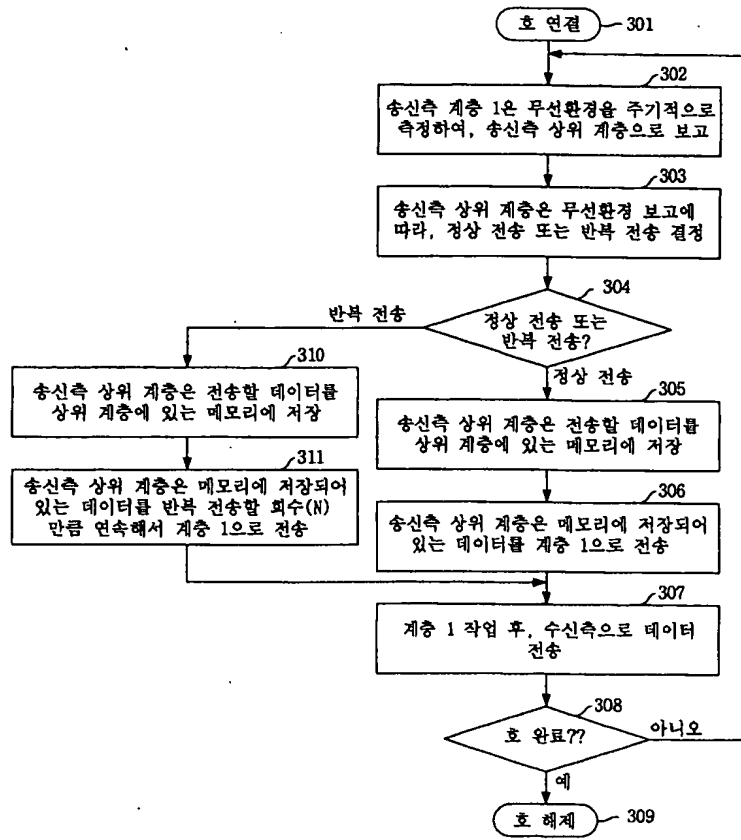 호 연결
301
302
송신측 계층 1은 무선환경을 주기적으로
측정하여, 송신측 상위 계층으로 보고
303
송신측 상위 계층은 무선환경 보고에
따라, 정상 전송 또는 반복 전송 결정
304
정상 전송 또는
반복 전송?
반복 전송
정상 전송
310
송신측 상위 계층은 전송할 데이터를
상위 계층에 있는 메모리에 저장
305
송신측 상위 계층은 전송할 데이터를
상위 계층에 있는 메모리에 저장
311
송신측 상위 계층은 메모리에 저장되어
있는 데이터를 반복 전송할 회수(N)
만큼 연속해서 계층 1으로 전송
306
송신측 상위 계층은 메모리에 저장되어
있는 데이터를 계층 1으로 전송
307
계층 1 작업 후, 수신측으로 데이터
전송
308
호 완료??
아니오
예
호 해제
309